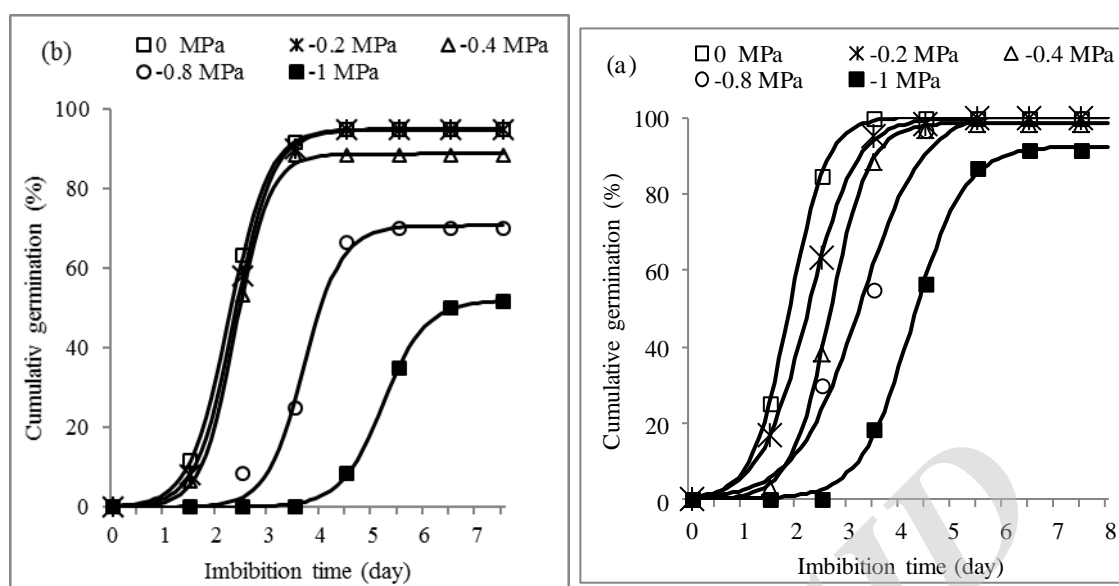 (b) 0 MPa -0.2 MPa -0.4 MPa
-0.8 MPa -1 MPa
100
80
60
40
20
0
Cumulativ germination (%)
0 1 2 3 4 5 6 7
Imbibition time (day)
(a) 0 MPa -0.2 MPa -0.4 MPa
-0.8 MPa -1 MPa
100
80
60
40
20
0
Cumulative germination (%)
0 1 2 3 4 5 6 7 8
Imbibition time (day)